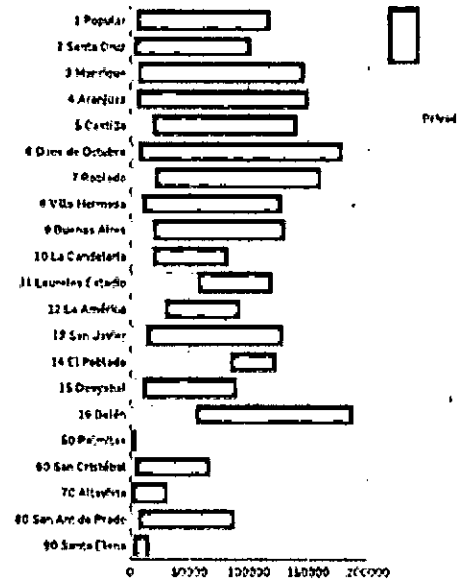 1 Popular
2 Santa Cruz
3 Manrique
4 Aranjuez
5 Castilla
6 Doce de Octubre
7 Robledo
8 Villa Hermosa
9 Buenos Aires
10 La Candelaria
11 Laureles Estadio
12 La América
13 San Javier
14 El Poblado
15 Guayabal
16 Belén
50 Palmitas
60 San Cristóbal
70 Altavista
80 San Ant de Prado
90 Santa Elena
0 50000 100000 150000 200000